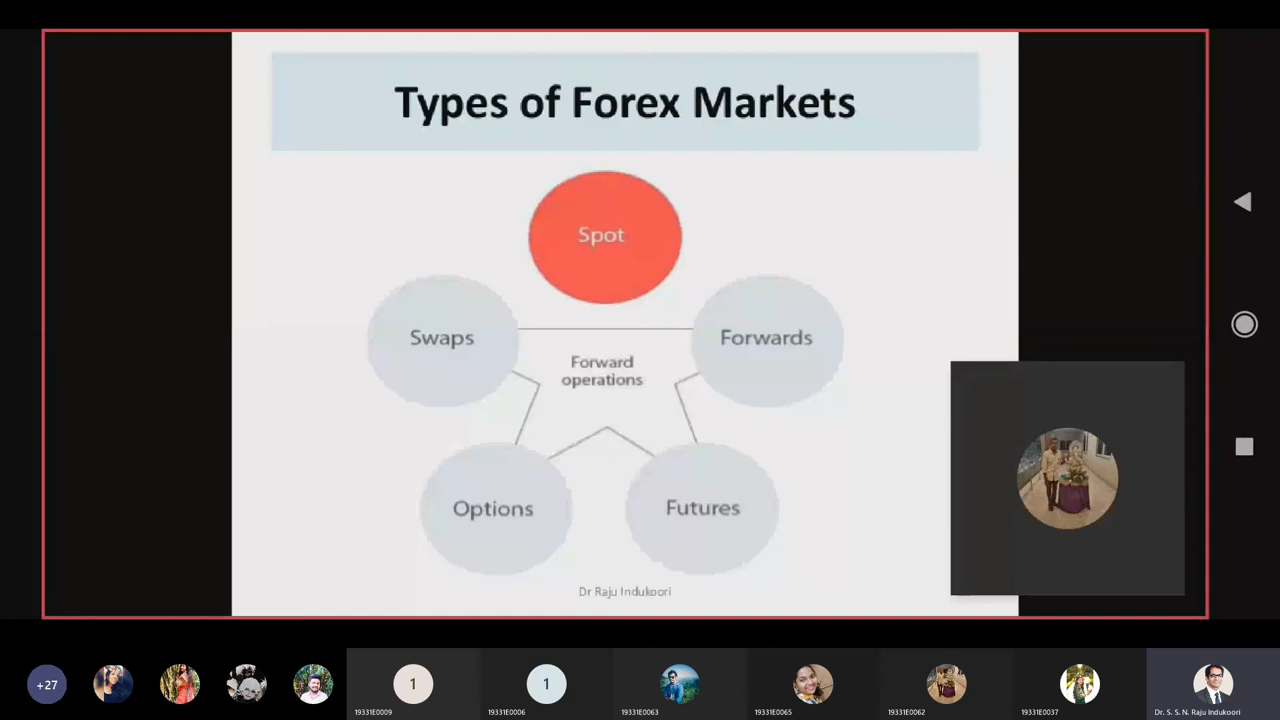 Types of Forex Markets
Spot
Swaps
Forwards
Forward
operations
Options
Futures
Dr Raju Indukoori
+27
1
19331E0009
1
19331E0006
19331E0063
19331E0065
19331E0062
19331E0037
Dr. S. S. N. Raju Indukoori